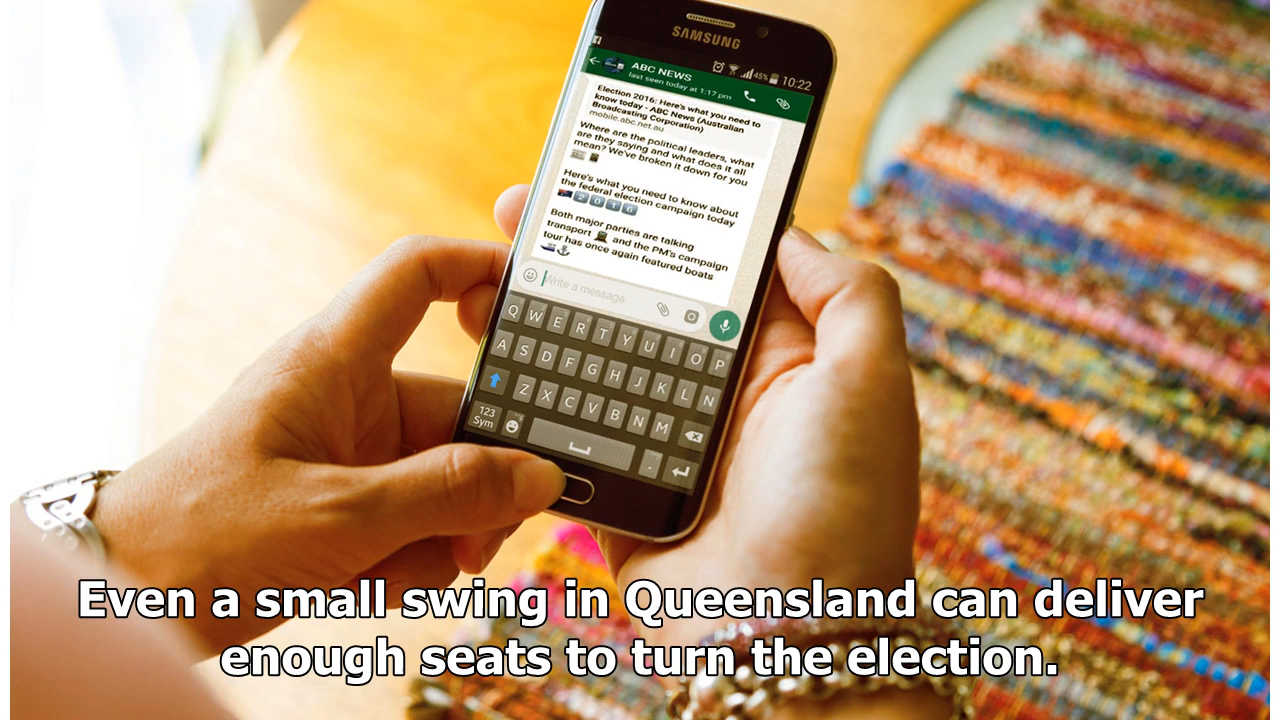 SAMSUNG
45% 10:22
ABC NEWS
last seen today at 1:17 pm
Election 2016: Here's what you need to
know today - ABC News (Australian
Broadcasting Corporation)
mobile.abc.net.au
Where are the political leaders, what
are they saying and what does it all
mean? We've broken it down for you
Here's what you need to know about
the federal election campaign today
2 0 1 6
Both major parties are talking
transport and the PM's campaign
tour has once again featured boats
Write a message
Q W E R T Y U I O P
A S D F G H J K L N
Z X C V B N M
123
Sym
.
Even a small swing in Queensland can deliver
enough seats to turn the election.